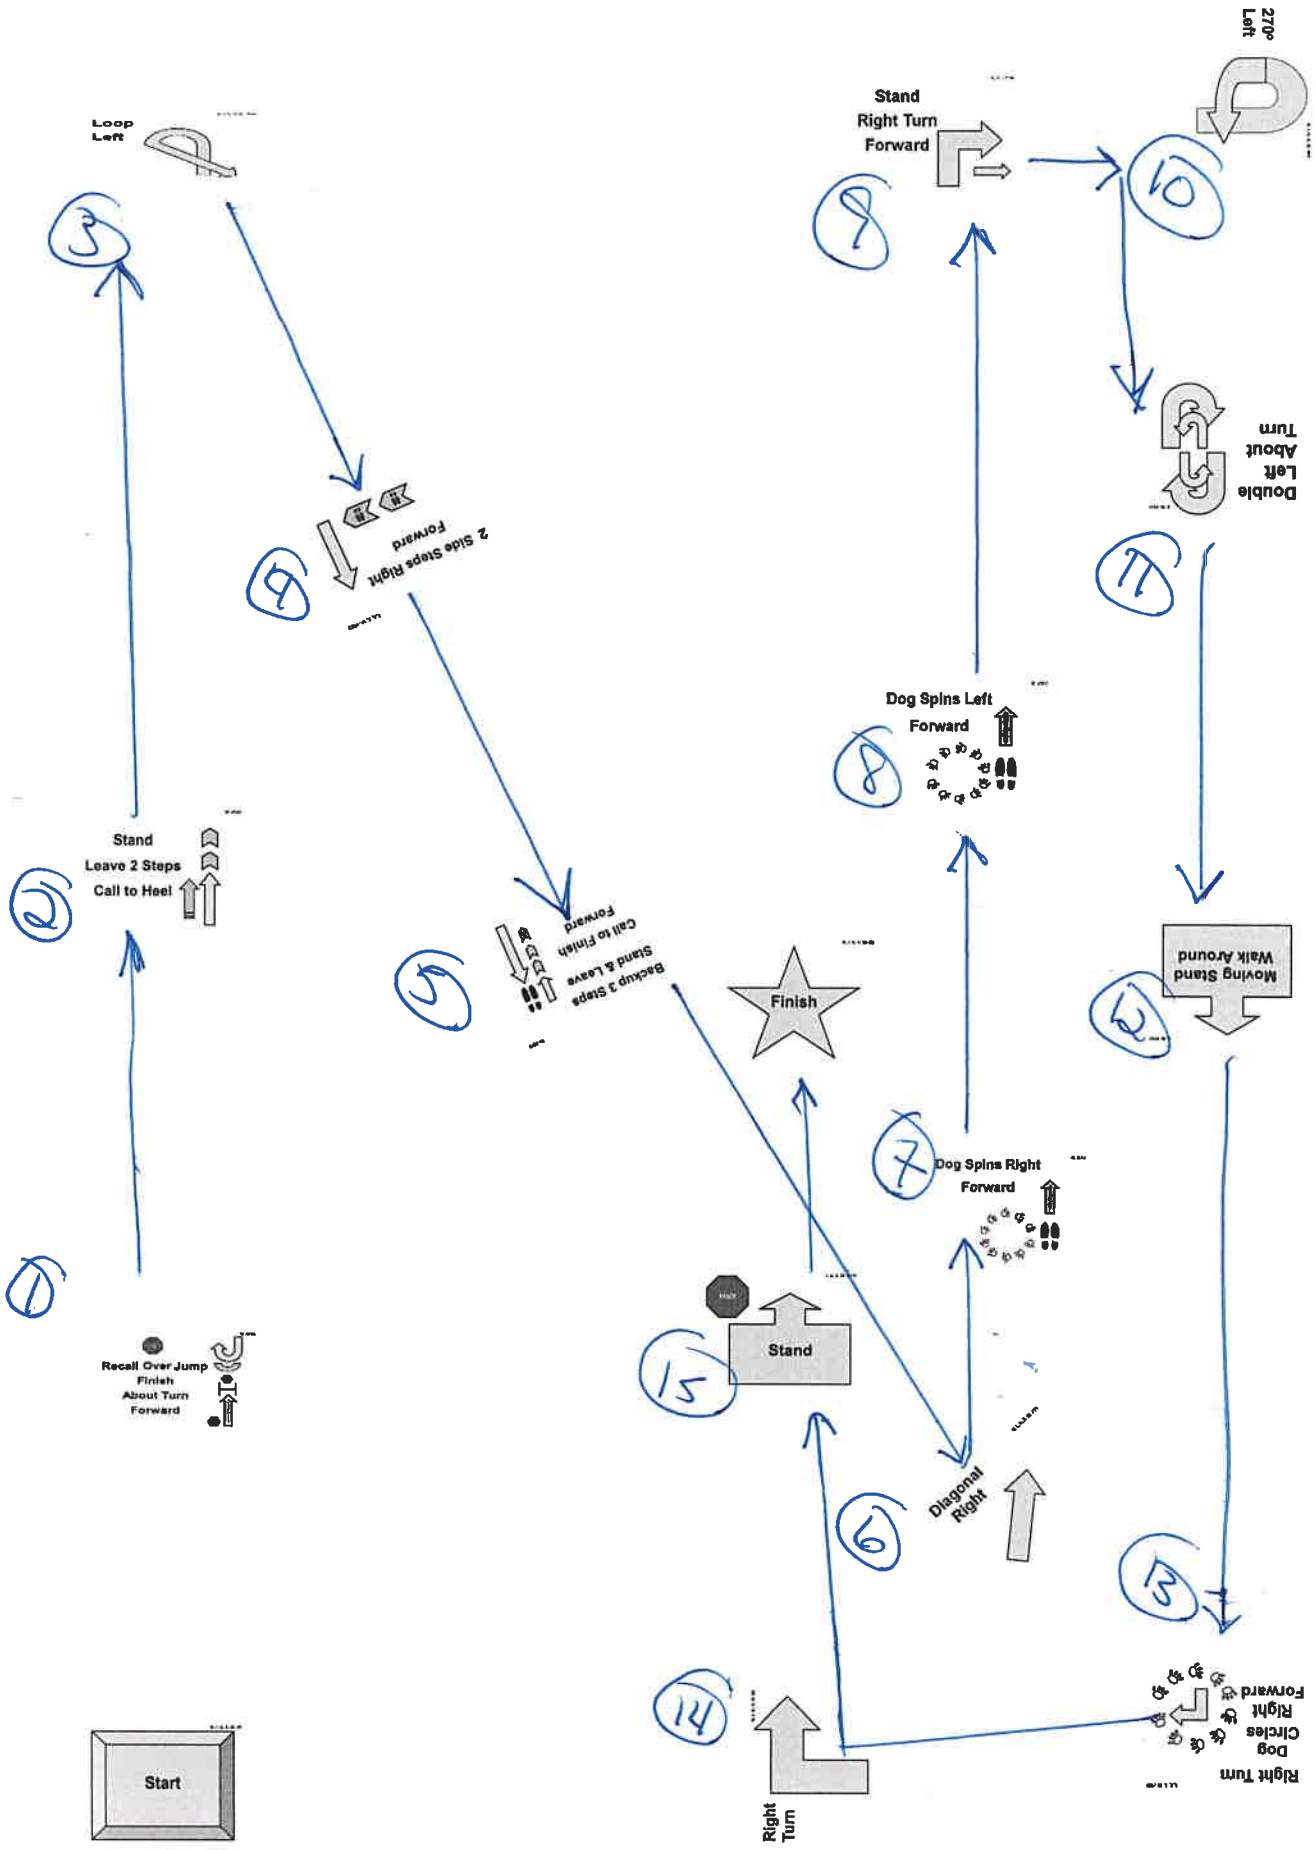 Start
1
Recall Over Jump
Finish
About Turn
Forward
2
Stand
Leave 2 Steps
Call to Heel
3
Loop
Left
4
2 Side Steps Right
Forward
5
Backup 3 Steps
Stand & Leave
Call to Finish
Forward
6
Diagonal
Right
7
Dog Spins Right
Forward
8
Dog Spins Left
Forward
9
Stand
Right Turn
Forward
10
270°
Left
11
Double
Left
About
Turn
12
Moving Stand
Walk Around
13
Right Turn
Dog
Circles
Right
Forward
14
Right
Turn
15
Halt
Stand
Finish